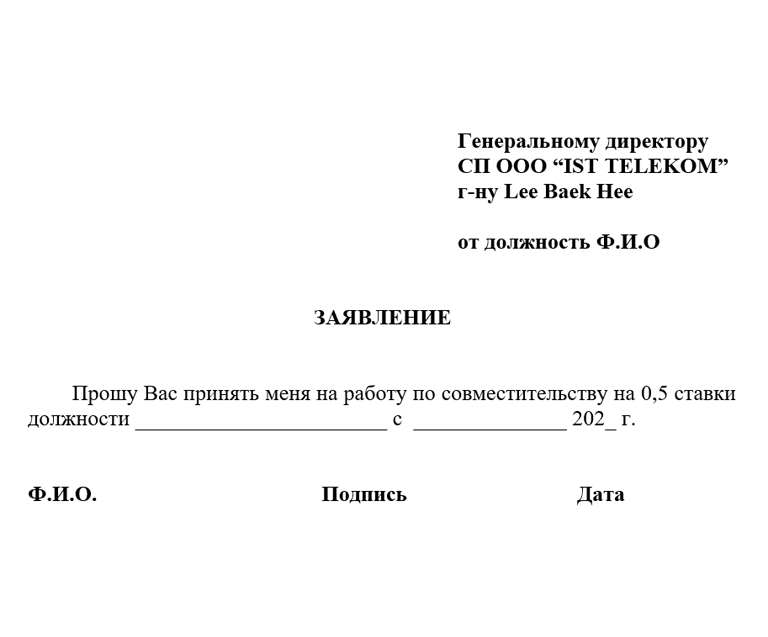 Генеральному директору
СП ООО “IST TELEKOM”
г-ну Lee Baek Hee
от должность Ф.И.О
ЗАЯВЛЕНИЕ
Прошу Вас принять меня на работу по совместительству на 0,5 ставки
должности _______________________ с ______________ 202_ г.
Ф.И.О. Подпись Дата